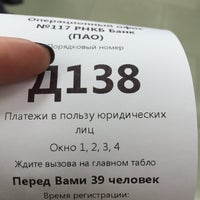 Операционный офис
№117 РНКБ Банк
(ПАО)
Порядковый номер
Д138
Платежи в пользу юридических
лиц
Окно 1, 2, 3, 4
Ждите вызова на главном табло
Перед Вами 39 человек
Время регистрации: